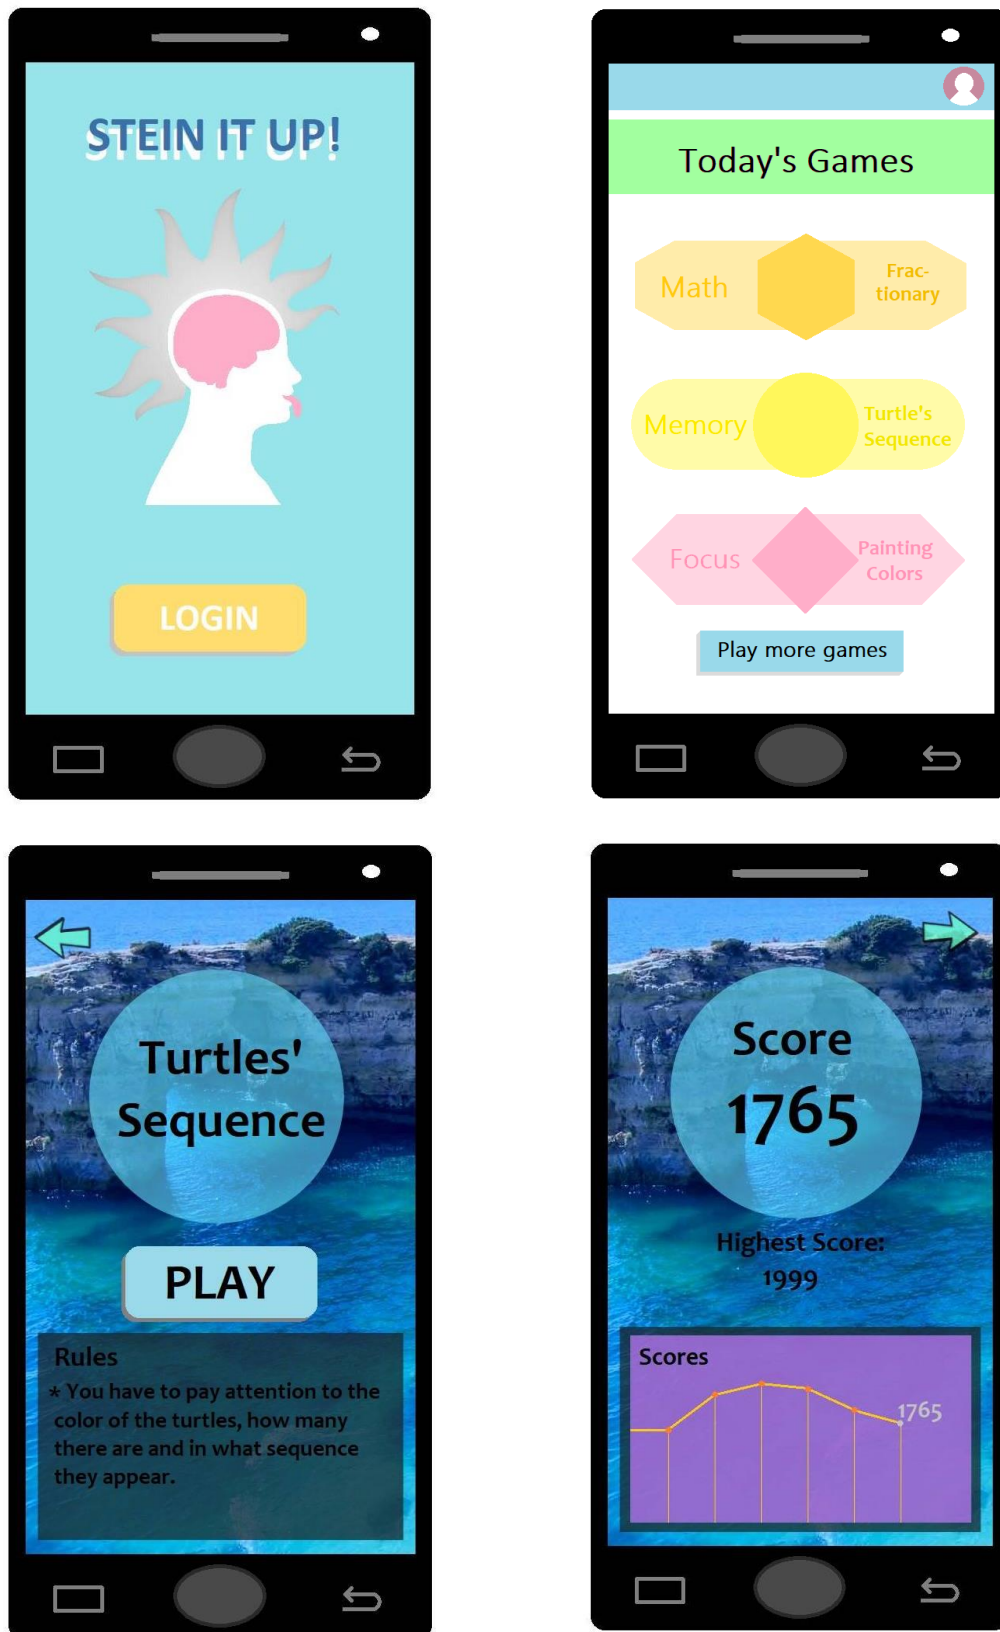 STEIN IT UP!
LOGIN
Today's Games
Math
Frac-
tionary
Memory
Turtle's
Sequence
Focus
Painting
Colors
Play more games
Turtles'
Sequence
PLAY
Rules
* You have to pay attention to the
color of the turtles, how many
there are and in what sequence
they appear.
Score
1765
Highest Score:
1999
Scores
1765